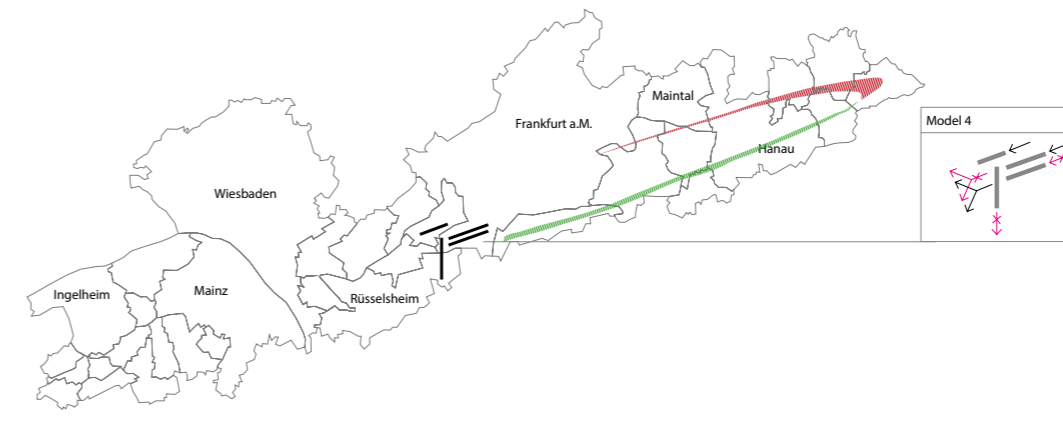 Maintal
Frankfurt a.M.
Model 4
Hanau
Wiesbaden
Ingelheim
Mainz
Rüsselsheim